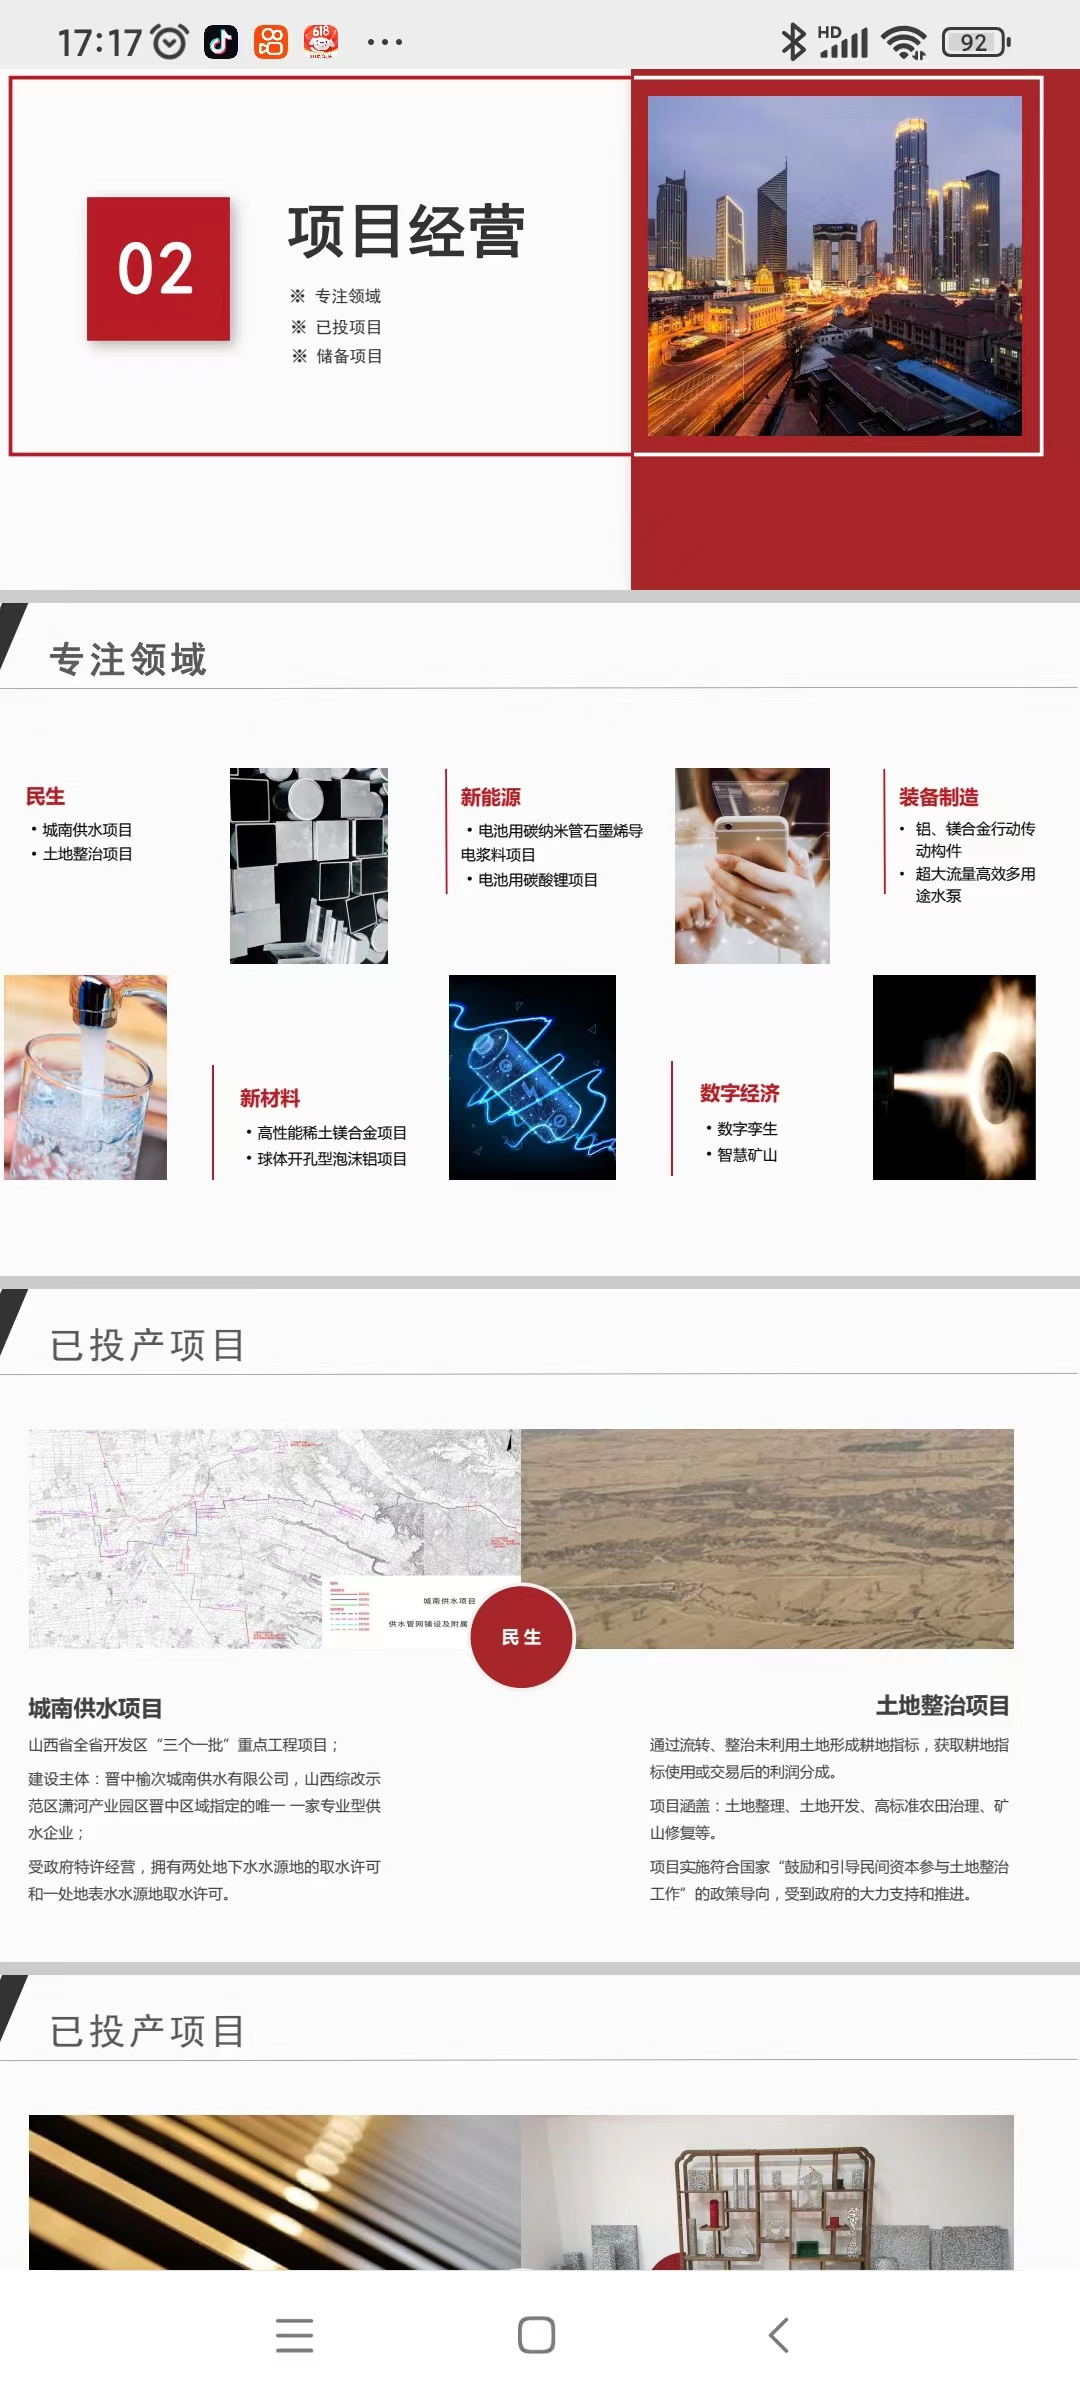 17:17
618
HD
92
02
项目经营
※ 专注领域
※ 已投项目
※ 储备项目
专注领域
民生
• 城南供水项目
• 土地整治项目
新能源
• 电池用碳纳米管石墨烯导
电浆料项目
• 电池用碳酸锂项目
装备制造
• 铝、镁合金行动传
动构件
• 超大流量高效多用
途水泵
新材料
• 高性能稀土镁合金项目
• 球体开孔型泡沫铝项目
数字经济
• 数字孪生
• 智慧矿山
已投产项目
城南供水项目
供水管网铺设及附属
民生
城南供水项目
山西省全省开发区“三个一批”重点工程项目；
建设主体：晋中榆次城南供水有限公司，山西综改示
范区潇河产业园区晋中区域指定的唯一 一家专业型供
水企业；
受政府特许经营，拥有两处地下水水源地的取水许可
和一处地表水水源地取水许可。
土地整治项目
通过流转、整治未利用土地形成耕地指标，获取耕地指
标使用或交易后的利润分成。
项目涵盖：土地整理、土地开发、高标准农田治理、矿
山修复等。
项目实施符合国家“鼓励和引导民间资本参与土地整治
工作”的政策导向，受到政府的大力支持和推进。
已投产项目